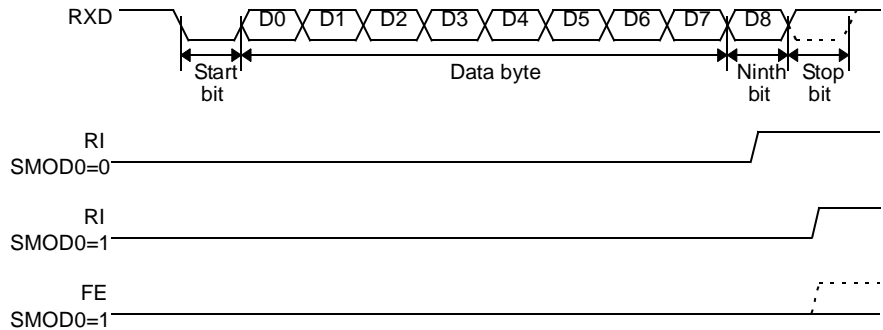 RXD D0 D1 D2 D3 D4 D5 D6 D7 D8
Start bit Data byte Ninth bit Stop bit
RI
SMOD0=0
RI
SMOD0=1
FE
SMOD0=1